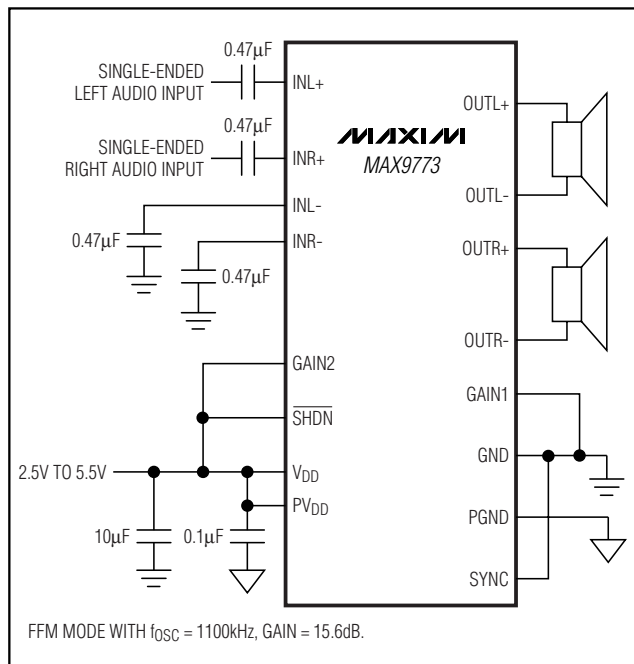 0.47µF
SINGLE-ENDED
LEFT AUDIO INPUT
INL+
0.47µF
SINGLE-ENDED
RIGHT AUDIO INPUT
INR+
INL-
0.47µF
INR-
0.47µF
GAIN2
SHDN
2.5V TO 5.5V
VDD
PVDD
10µF
0.1µF
MAXIM
MAX9773
OUTL+
OUTL-
OUTR+
OUTR-
GAIN1
GND
PGND
SYNC
FFM MODE WITH fOSC = 1100kHz, GAIN = 15.6dB.